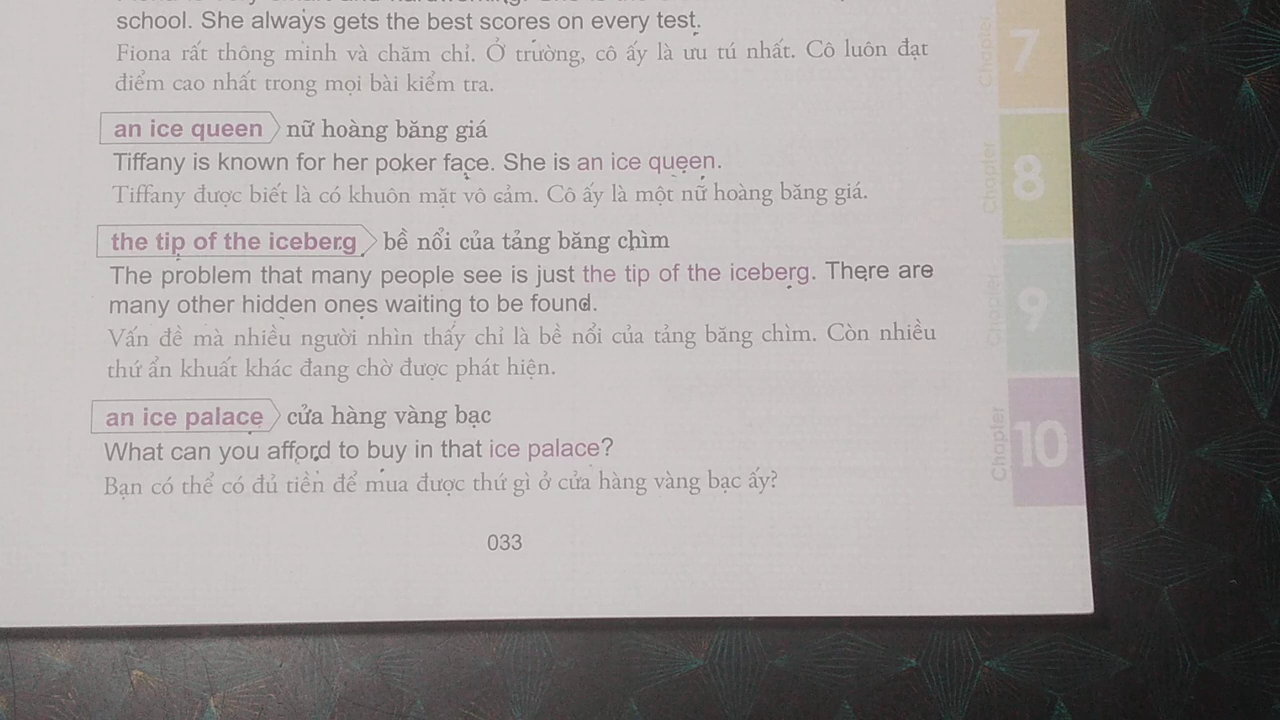 school. She always gets the best scores on every test.
Fiona rất thông minh và chăm chỉ. Ở trường, cô ấy là ưu tú nhất. Cô luôn đạt
điểm cao nhất trong mọi bài kiểm tra.
an ice queen nữ hoàng băng giá
Tiffany is known for her poker face. She is an ice queen.
Tiffany được biết là có khuôn mặt vô cảm. Cô ấy là một nữ hoàng băng giá.
the tip of the iceberg bề nổi của tảng băng chìm
The problem that many people see is just the tip of the iceberg. There are
many other hidden ones waiting to be found.
Vấn đề mà nhiều người nhìn thấy chỉ là bề nổi của tảng băng chìm. Còn nhiều
thứ ẩn khuất khác đang chờ được phát hiện.
an ice palace cửa hàng vàng bạc
What can you afford to buy in that ice palace?
Bạn có thể có đủ tiền để mua được thứ gì ở cửa hàng vàng bạc ấy?
033
Chapter 7
Chapter 8
Chapter 9
Chapter 10